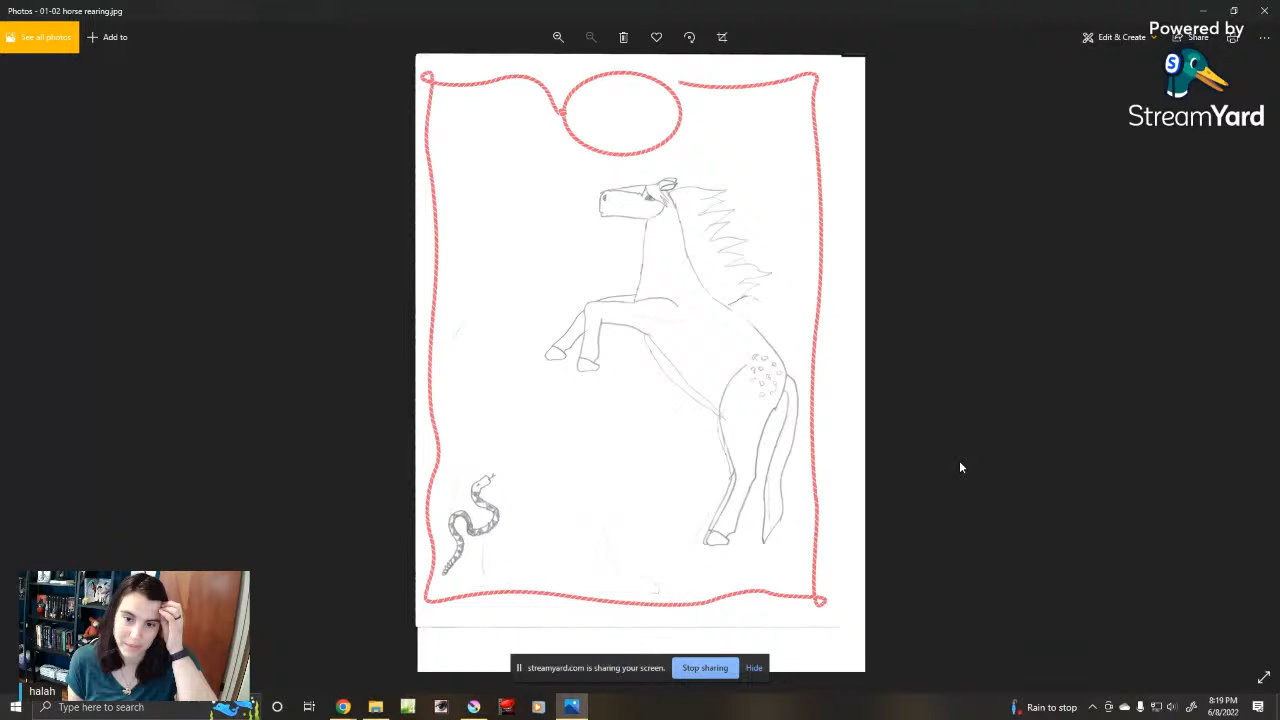 Photos - 01-02 horse rearing.jpg
See all photos
Add to
Edit & Create
Share
Powered by
StreamYard
streamyard.com is sharing your screen.
Stop sharing
Hide
halah
Type here to search
Rain to stop
8:19 PM
6/8/2022